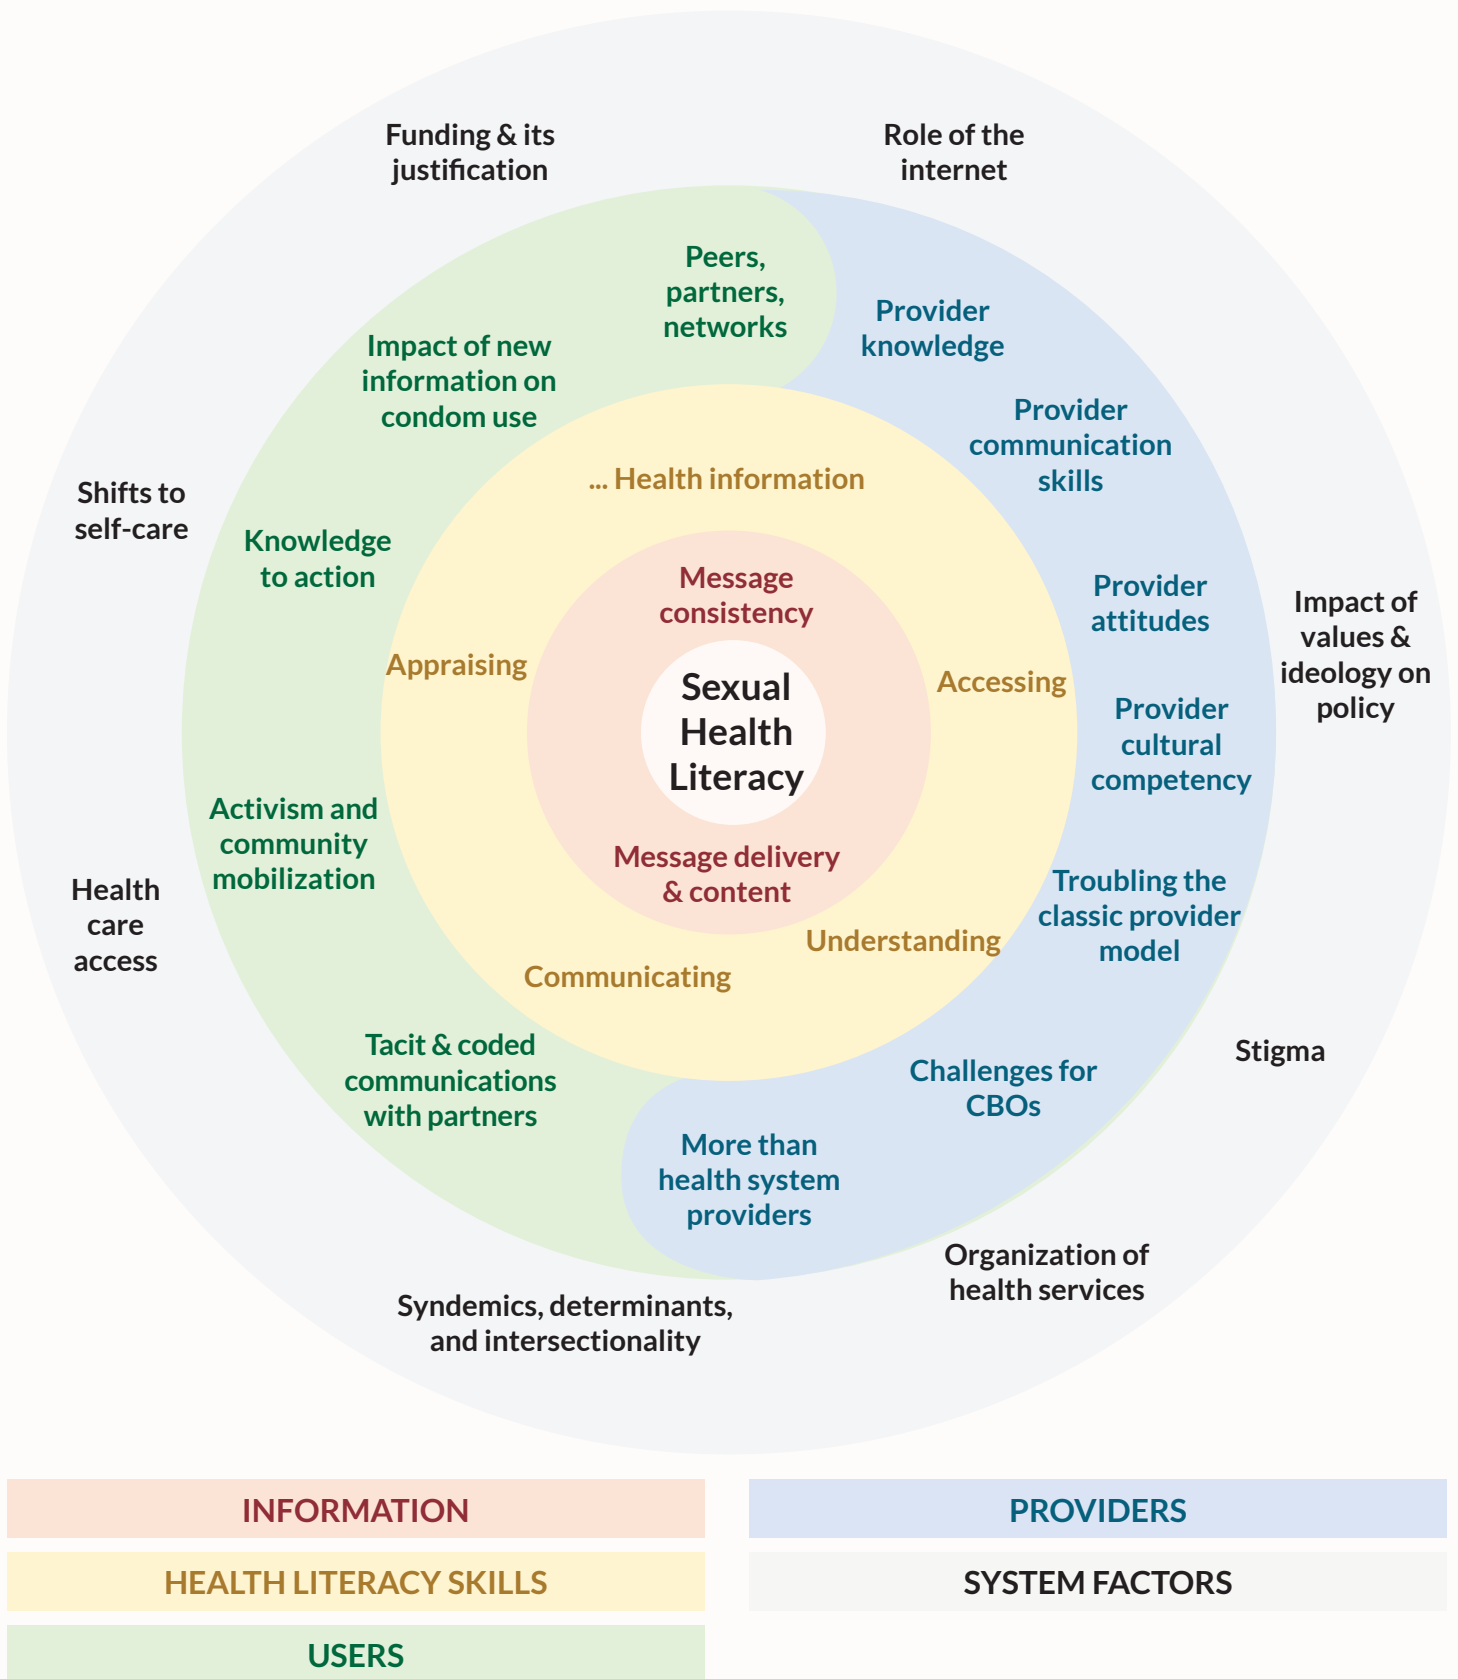 Funding & its
justification
Role of the
internet
Peers,
partners,
networks
Provider
knowledge
Impact of new
information on
condom use
Provider
communication
skills
... Health information
Shifts to
self-care
Knowledge
to action
Message
consistency
Provider
attitudes
Impact of
values &
ideology on
policy
Appraising
Accessing
Sexual
Health
Literacy
Provider
cultural
competency
Activism and
community
mobilization
Message delivery
& content
Troubling the
classic provider
model
Health
care
access
Understanding
Communicating
Tacit & coded
communications
with partners
Challenges for
CBOs
Stigma
More than
health system
providers
Organization of
health services
Syndemics, determinants,
and intersectionality
INFORMATION
PROVIDERS
HEALTH LITERACY SKILLS
SYSTEM FACTORS
USERS